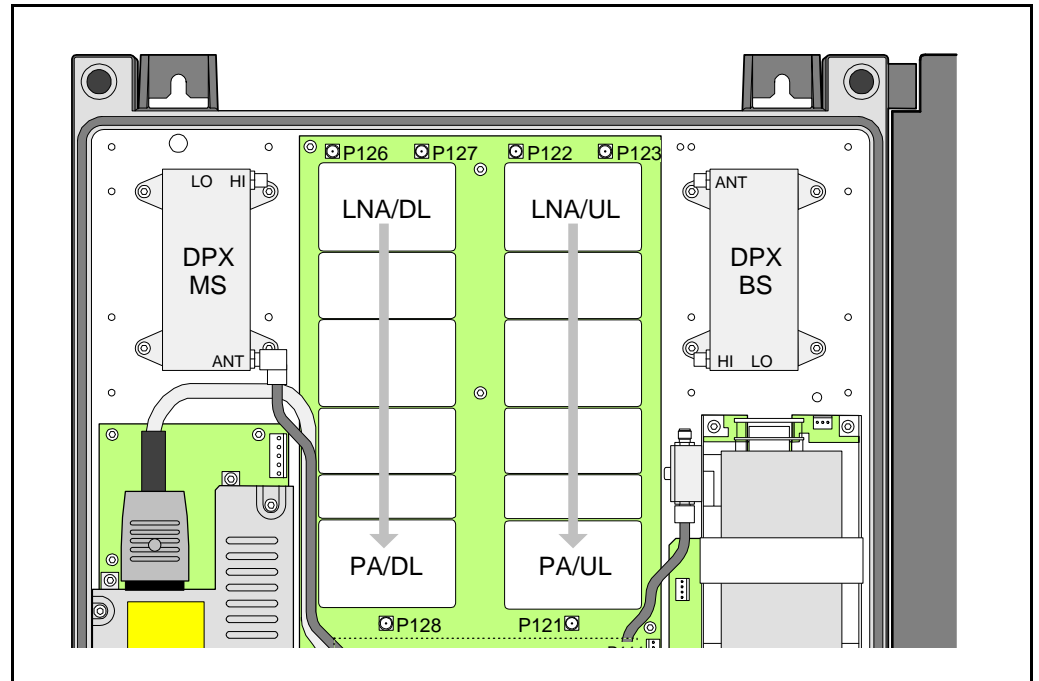 P126 P127 P122 P123
LO HI
LNA/DL
LNA/UL
ANT
DPX
MS
DPX
BS
ANT
HI LO
PA/DL
PA/UL
P128
P121